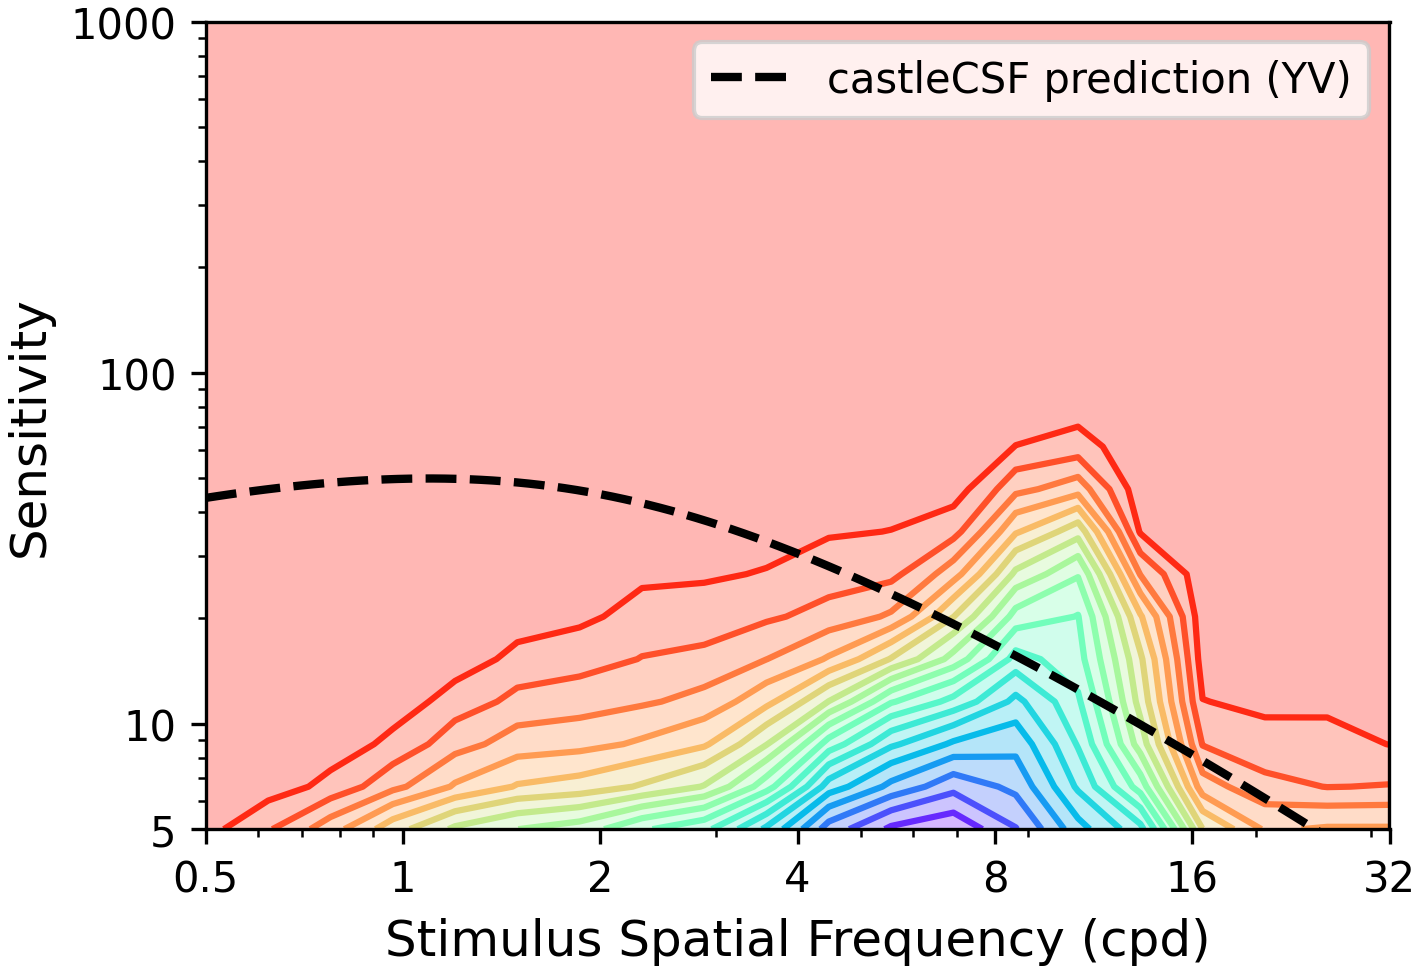 1000
castleCSF prediction (YV)
100
Sensitivity
10
5
0.5 1 2 4 8 16 32
Stimulus Spatial Frequency (cpd)